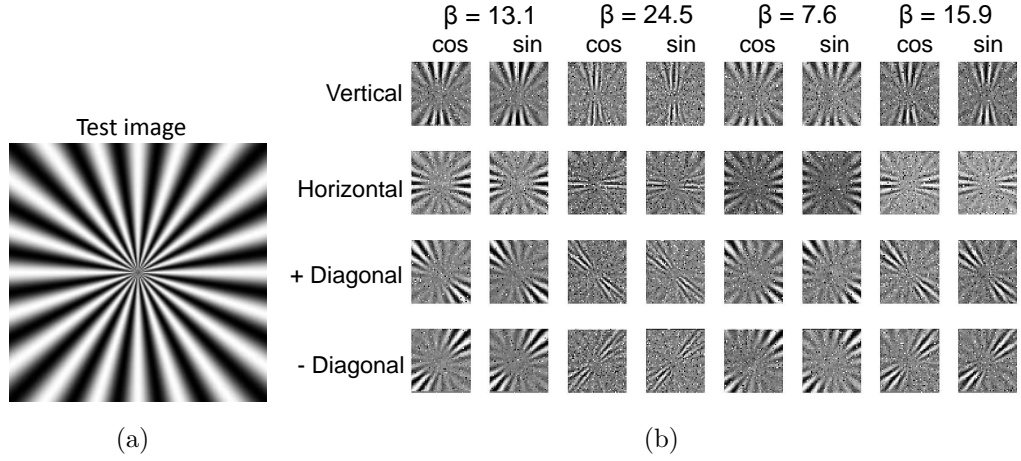 Test image
(a)
β = 13.1 β = 24.5 β = 7.6 β = 15.9
cos sin cos sin cos sin cos sin
Vertical
Horizontal
+ Diagonal
- Diagonal
(b)